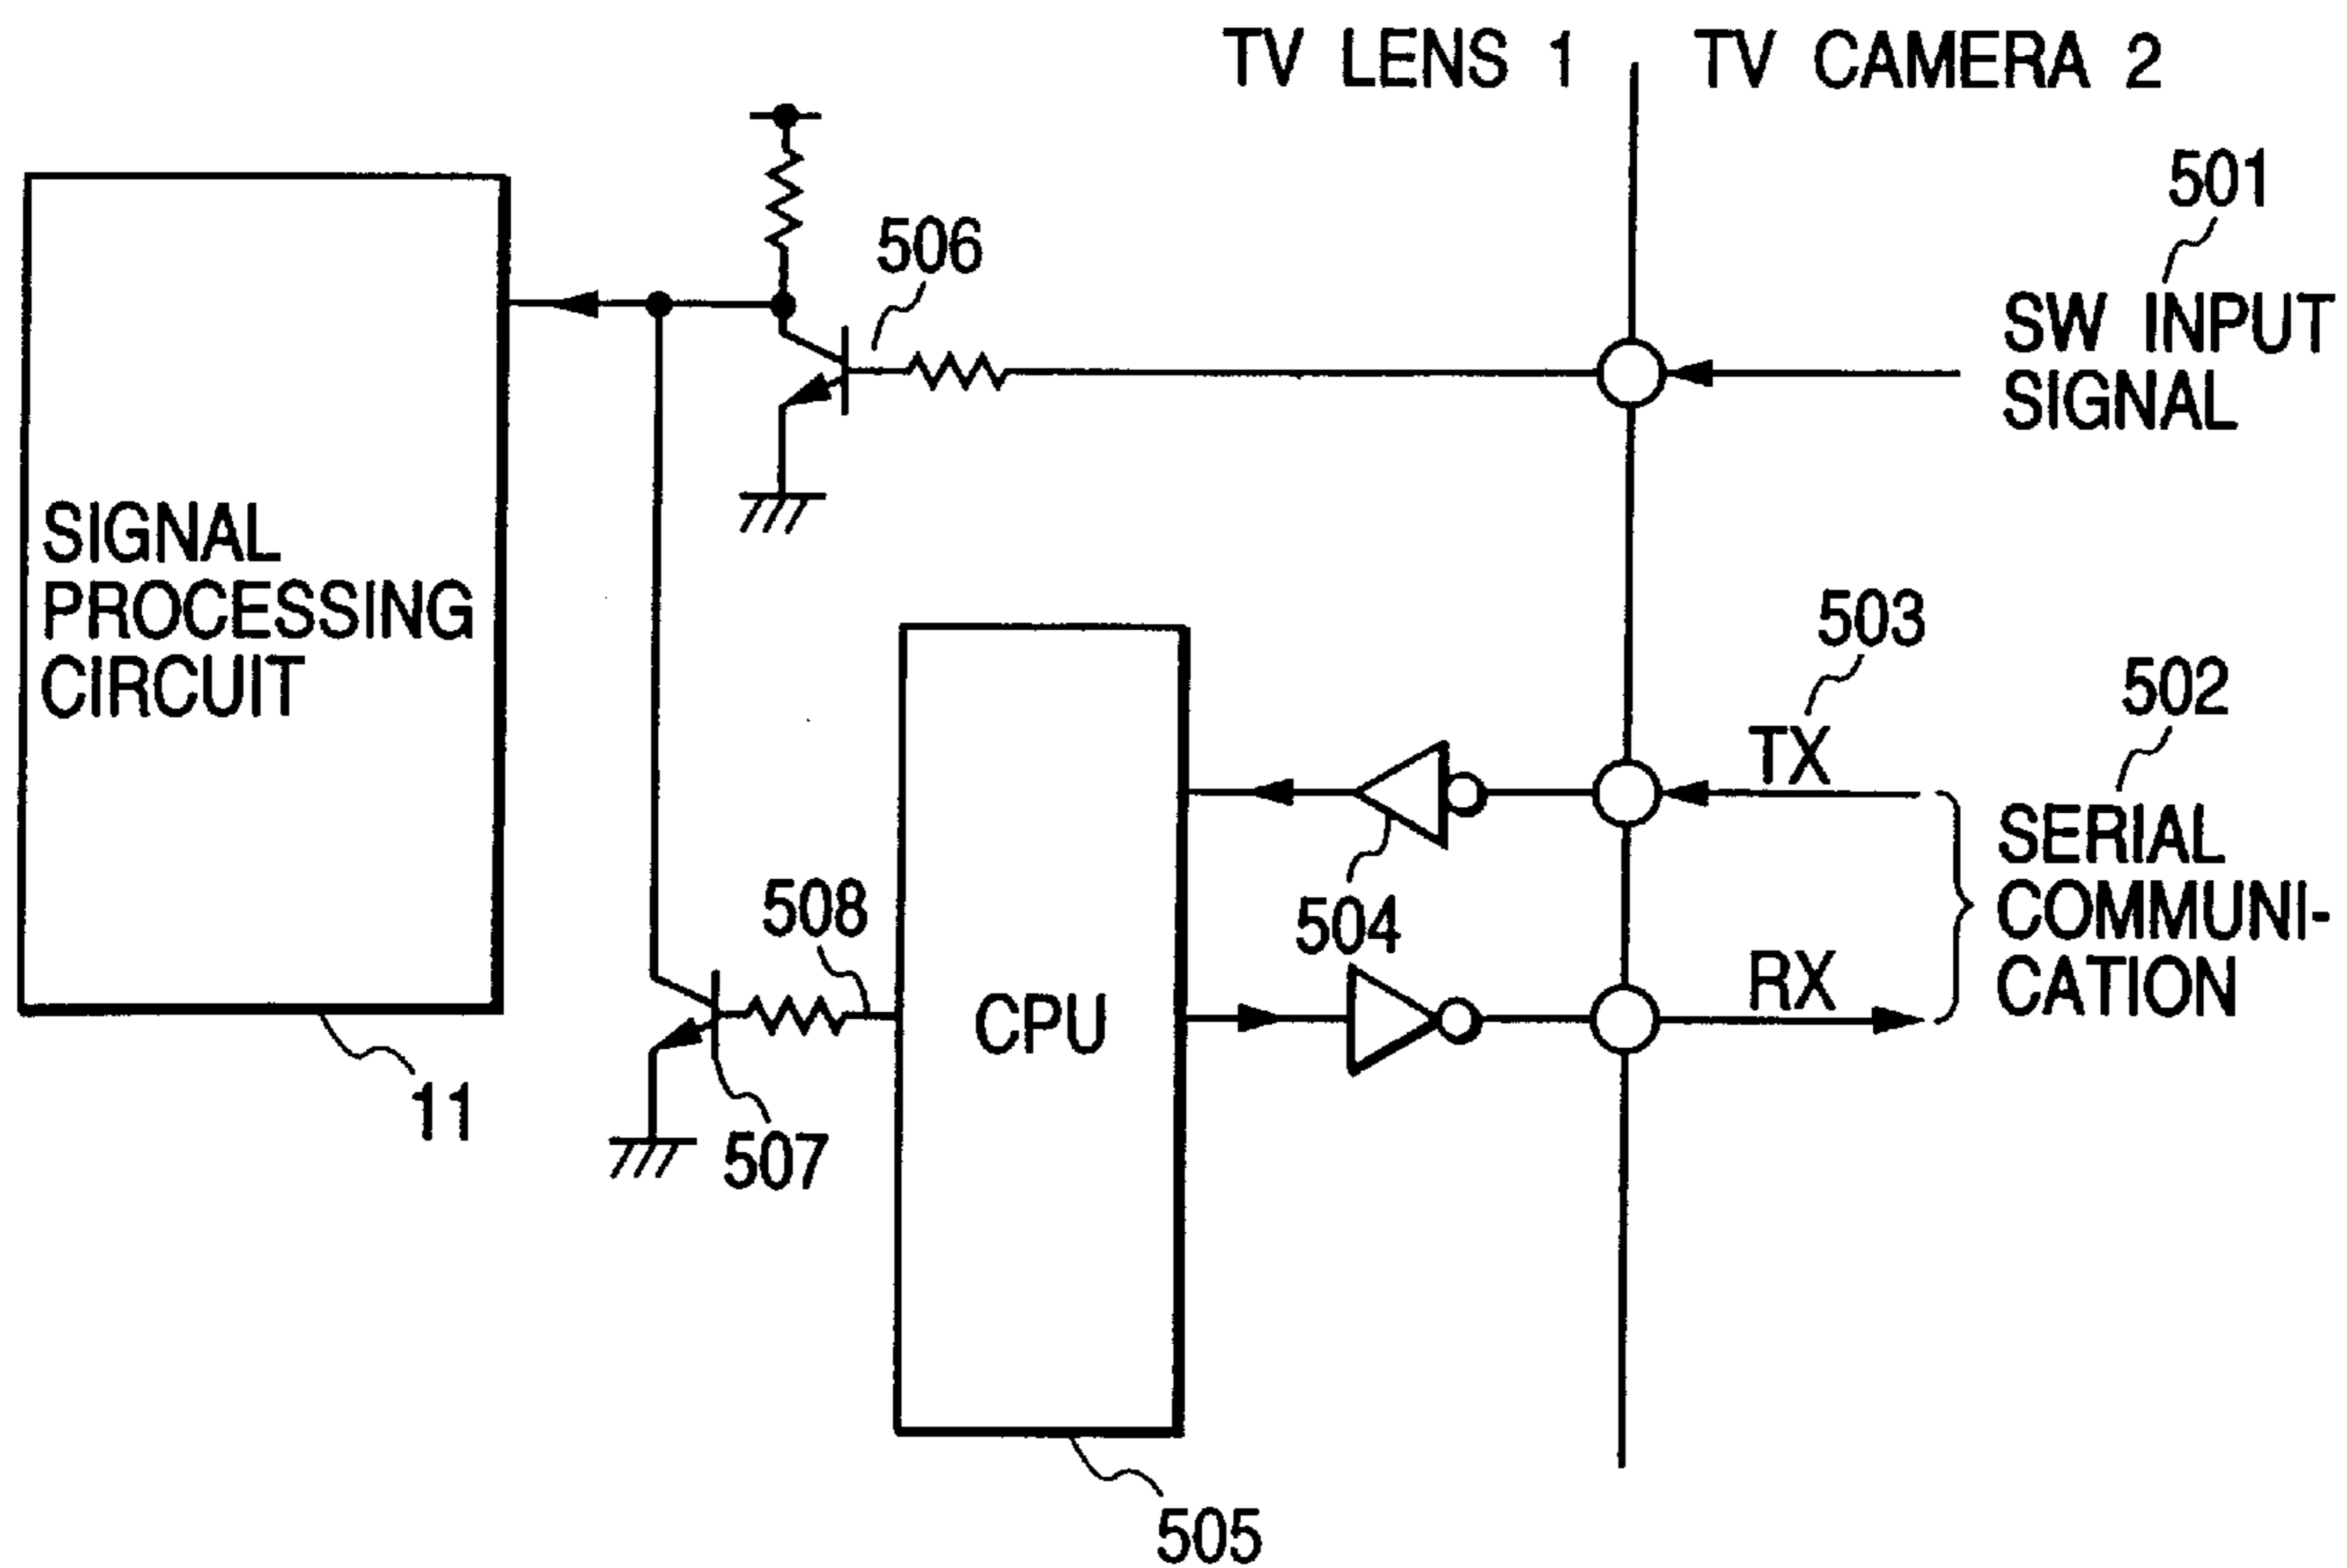 TV LENS 1
TV CAMERA 2
501
SW INPUT
SIGNAL
506
SIGNAL
PROCESSING
CIRCUIT
503
TX
502
SERIAL
COMMUNI-
CATION
504
508
CPU
RX
11
507
505